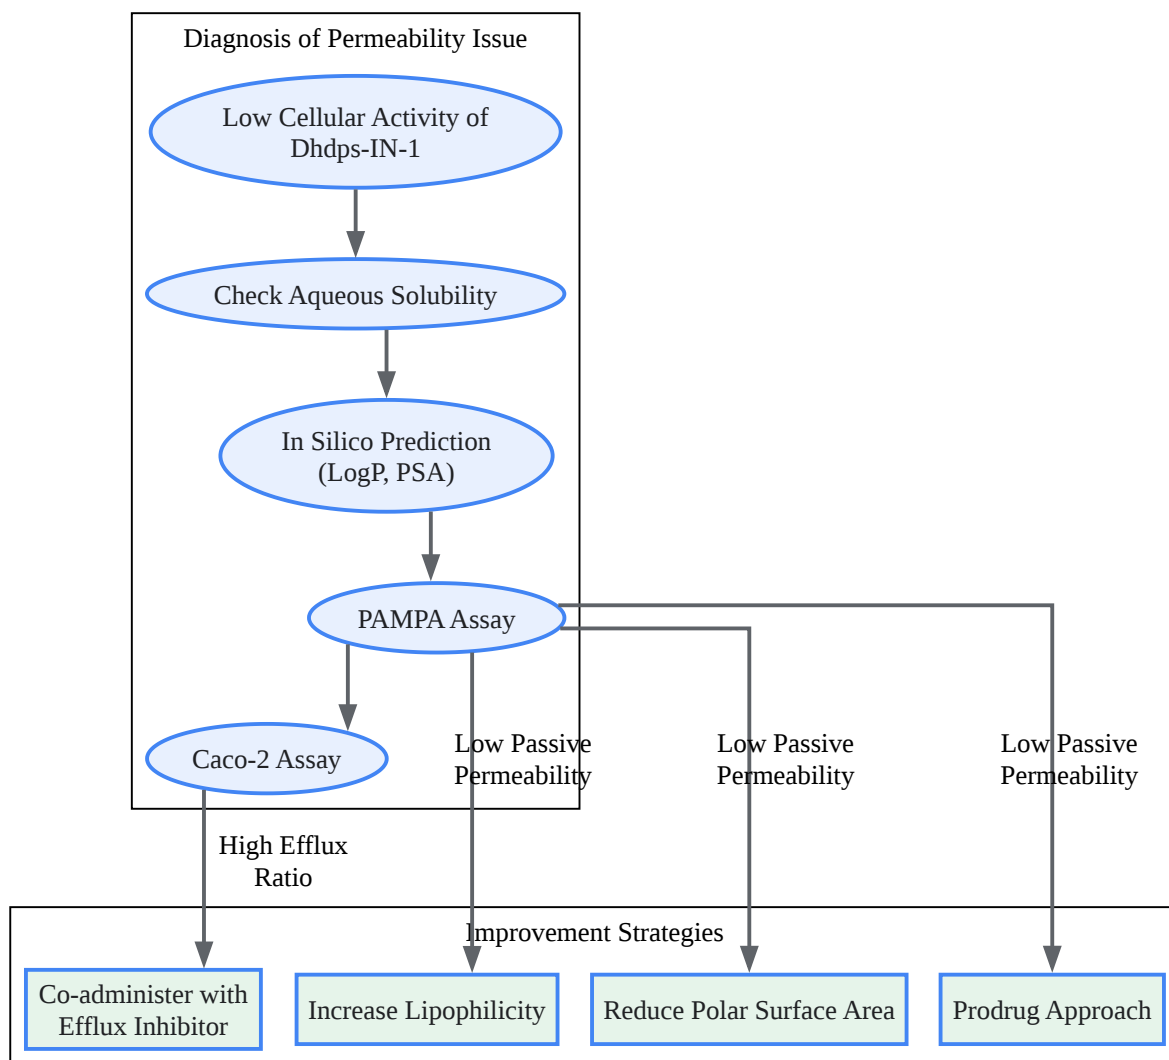 Diagnosis of Permeability Issue
Low Cellular Activity of
Dhdps-IN-1
Check Aqueous Solubility
In Silico Prediction
(LogP, PSA)
PAMPA Assay
Caco-2 Assay
Low Passive
Permeability
Low Passive
Permeability
Low Passive
Permeability
High Efflux
Ratio
Improvement Strategies
Co-administer with
Efflux Inhibitor
Increase Lipophilicity
Reduce Polar Surface Area
Prodrug Approach